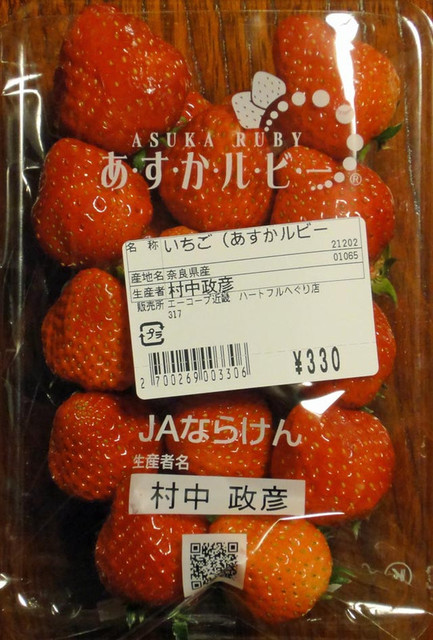 ASUKA RUBY
あ・す・か・ル・ビ・ー®
名 称 いちご（あすかルビー
21202
01065
産地名 奈良県産
生産者 村中政彦
販売所 エーコープ近畿 ハートフルへぐり店
317
プラ
¥330
2 700269 003306
JAならけん
生産者名
村中 政彦
R